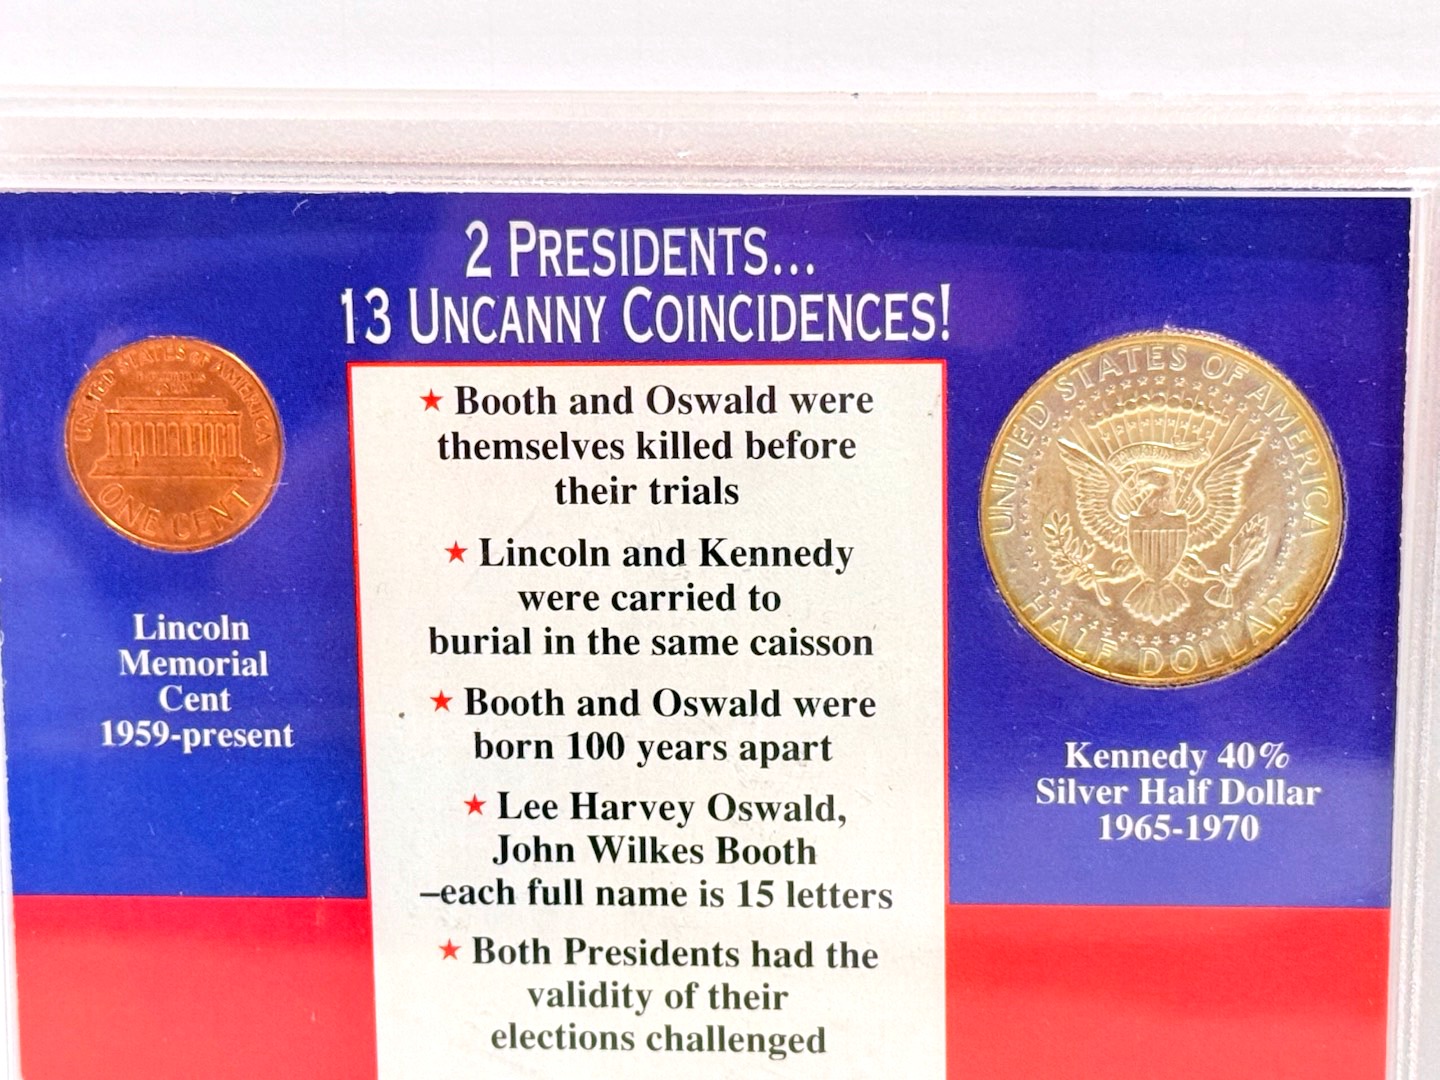 2 PRESIDENTS...
13 UNCANNY COINCIDENCES!
★ Booth and Oswald were
themselves killed before
their trials
★ Lincoln and Kennedy
were carried to
burial in the same caisson
★ Booth and Oswald were
born 100 years apart
★ Lee Harvey Oswald,
John Wilkes Booth
–each full name is 15 letters
★ Both Presidents had the
validity of their
elections challenged
UNITED STATES OF AMERICA
ONE CENT
Lincoln
Memorial
Cent
1959-present
UNITED STATES OF AMERICA
HALF DOLLAR
Kennedy 40%
Silver Half Dollar
1965-1970